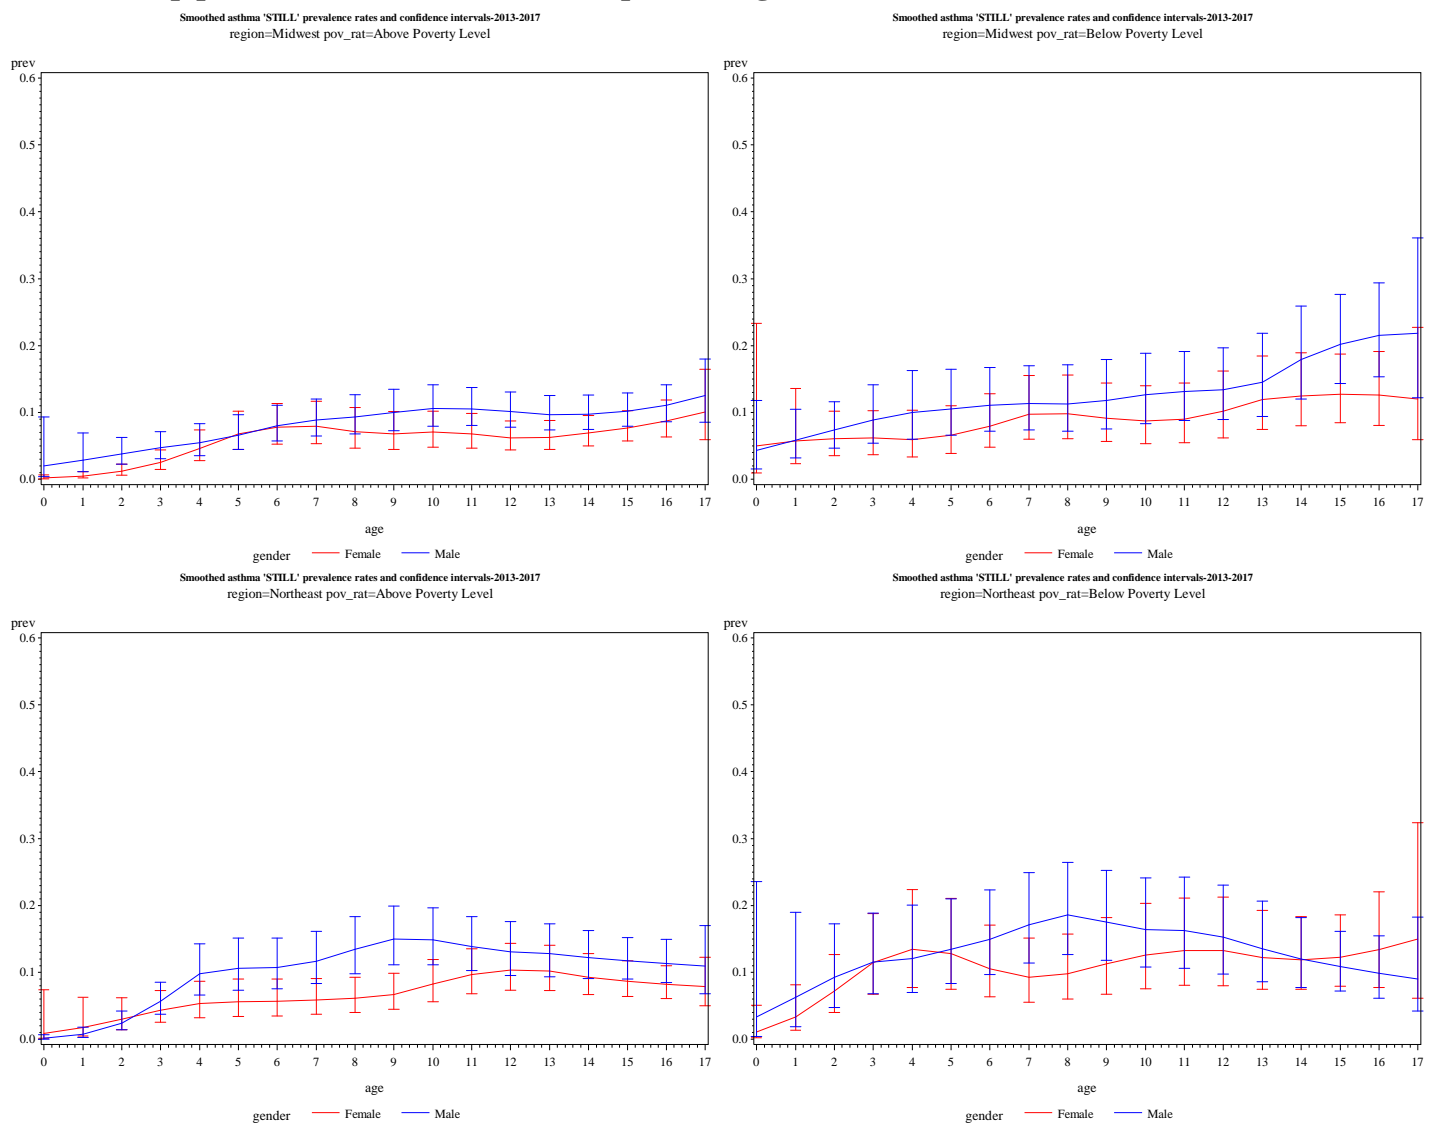 Smoothed asthma 'STILL' prevalence rates and confidence intervals-2013-2017
region=Midwest pov_rat=Above Poverty Level
prev
0.6
0.5
0.4
0.3
0.2
0.1
0.0
0 1 2 3 4 5 6 7 8 9 10 11 12 13 14 15 16 17
age
gender Female Male
Smoothed asthma 'STILL' prevalence rates and confidence intervals-2013-2017
region=Midwest pov_rat=Below Poverty Level
prev
0.6
0.5
0.4
0.3
0.2
0.1
0.0
0 1 2 3 4 5 6 7 8 9 10 11 12 13 14 15 16 17
age
gender Female Male
Smoothed asthma 'STILL' prevalence rates and confidence intervals-2013-2017
region=Northeast pov_rat=Above Poverty Level
prev
0.6
0.5
0.4
0.3
0.2
0.1
0.0
0 1 2 3 4 5 6 7 8 9 10 11 12 13 14 15 16 17
age
gender Female Male
Smoothed asthma 'STILL' prevalence rates and confidence intervals-2013-2017
region=Northeast pov_rat=Below Poverty Level
prev
0.6
0.5
0.4
0.3
0.2
0.1
0.0
0 1 2 3 4 5 6 7 8 9 10 11 12 13 14 15 16 17
age
gender Female Male